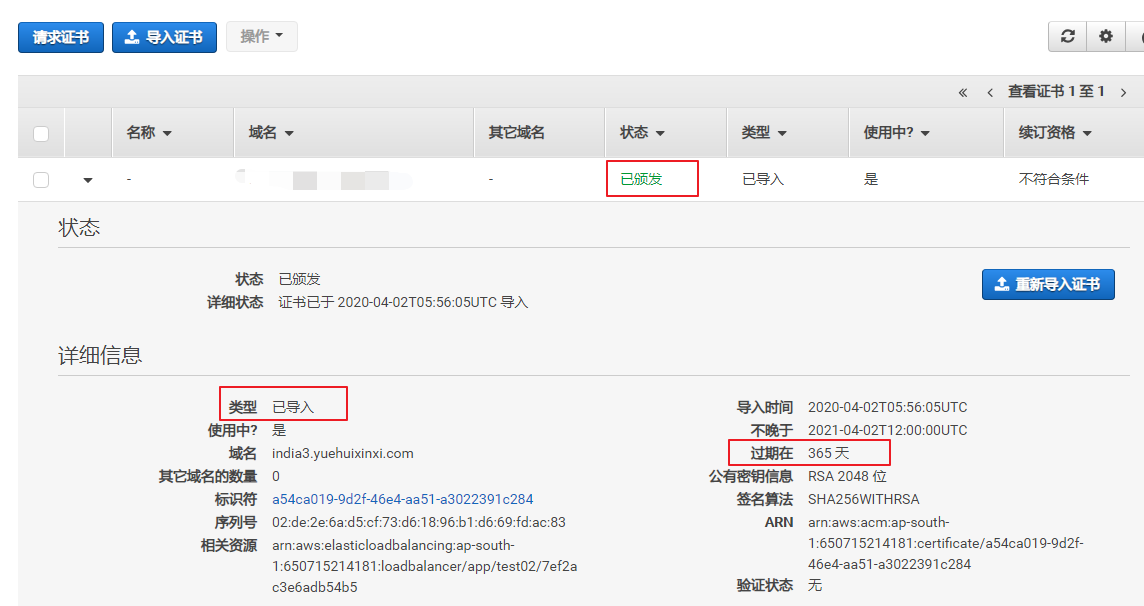 请求证书 导入证书 操作
查看证书 1 至 1
名称 域名 其它域名 状态 类型 使用中? 续订资格
- - 已颁发 已导入 是 不符合条件
状态
状态 已颁发
详细状态 证书已于 2020-04-02T05:56:05UTC 导入
重新导入证书
详细信息
类型 已导入
使用中? 是
域名 india3.yuehuixinxi.com
其它域名的数量 0
标识符 a54ca019-9d2f-46e4-aa51-a3022391c284
序列号 02:de:2e:6a:d5:cf:73:d6:18:96:b1:d6:69:fd:ac:83
相关资源 arn:aws:elasticloadbalancing:ap-south-
1:650715214181:loadbalancer/app/test02/7ef2a
c3e6adb54b5
导入时间 2020-04-02T05:56:05UTC
不晚于 2021-04-02T12:00:00UTC
过期在 365 天
公有密钥信息 RSA 2048 位
签名算法 SHA256WITHRSA
ARN arn:aws:acm:ap-south-
1:650715214181:certificate/a54ca019-9d2f-
46e4-aa51-a3022391c284
验证状态 无